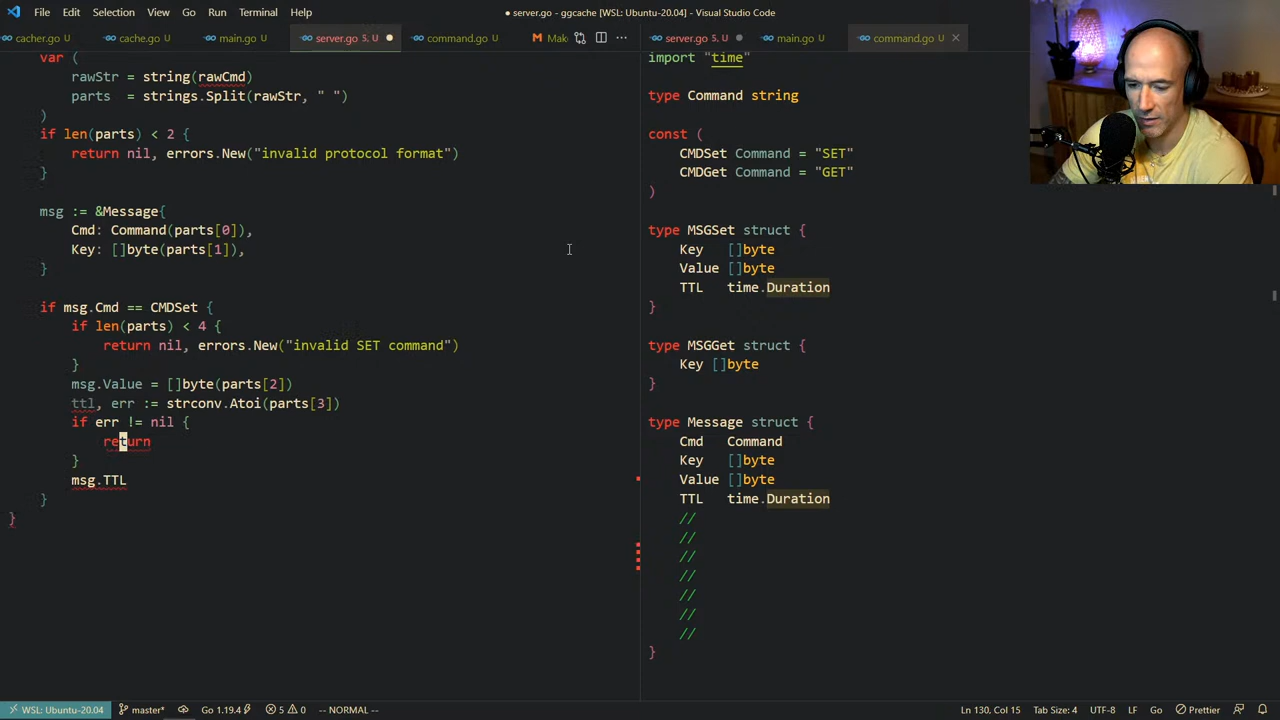 File Edit Selection View Go Run Terminal Help
● server.go - ggcache [WSL: Ubuntu-20.04] - Visual Studio Code
cacher.go U cache.go U main.go U server.go 5, U command.go U Mak
server.go 5, U main.go U command.go U
var (
rawStr = string(rawCmd)
parts = strings.Split(rawStr, " ")
)
if len(parts) < 2 {
return nil, errors.New("invalid protocol format")
}
msg := &Message{
Cmd: Command(parts[0]),
Key: []byte(parts[1]),
}
if msg.Cmd == CMDSet {
if len(parts) < 4 {
return nil, errors.New("invalid SET command")
}
msg.Value = []byte(parts[2])
ttl, err := strconv.Atoi(parts[3])
if err != nil {
return
}
msg.TTL
}
}
import "time"
type Command string
const (
CMDSet Command = "SET"
CMDGet Command = "GET"
)
type MSGSet struct {
Key []byte
Value []byte
TTL time.Duration
}
type MSGGet struct {
Key []byte
}
type Message struct {
Cmd Command
Key []byte
Value []byte
TTL time.Duration
//
//
//
//
//
//
//
}
WSL: Ubuntu-20.04 master* Go 1.19.4 5 0 -- NORMAL -- Ln 130, Col 15 Tab Size: 4 UTF-8 LF Go Prettier